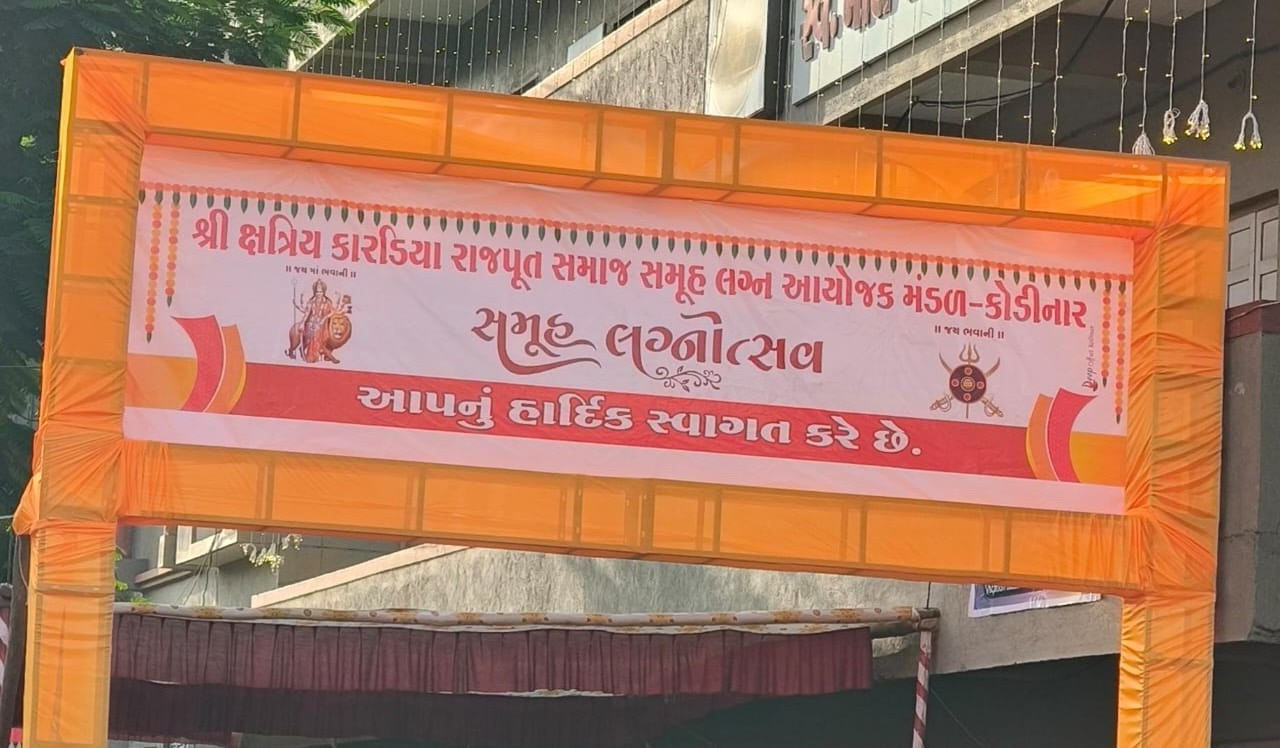 શ્રી ક્ષત્રિય કારડિયા રાજપૂત સમાજ સમૂહ લગ્ન આયોજક મંડળ-કોડીનાર
॥ જય માં ભવાની ॥
સમૂહ લગ્નોત્સવ
॥ જય ભવાની ॥
આપનું હાર્દિક સ્વાગત કરે છે.
સ્વ.